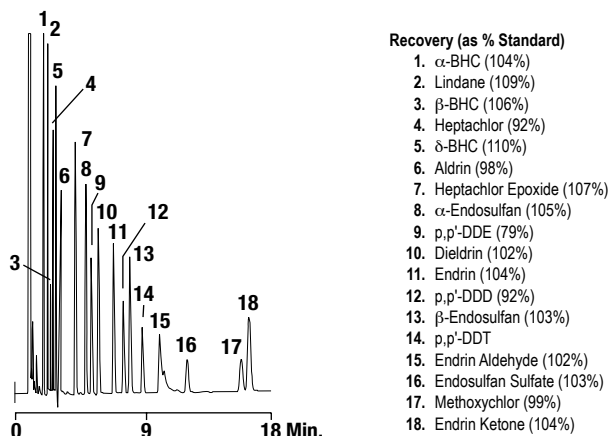 1
2
5
4
7
6
8
9
10
12
11
13
3
14
15
16
17
18
0
9
18 Min.
Recovery (as % Standard)
1. α-BHC (104%)
2. Lindane (109%)
3. β-BHC (106%)
4. Heptachlor (92%)
5. δ-BHC (110%)
6. Aldrin (98%)
7. Heptachlor Epoxide (107%)
8. α-Endosulfan (105%)
9. p,p'-DDE (79%)
10. Dieldrin (102%)
11. Endrin (104%)
12. p,p'-DDD (92%)
13. β-Endosulfan (103%)
14. p,p'-DDT
15. Endrin Aldehyde (102%)
16. Endosulfan Sulfate (103%)
17. Methoxychlor (99%)
18. Endrin Ketone (104%)